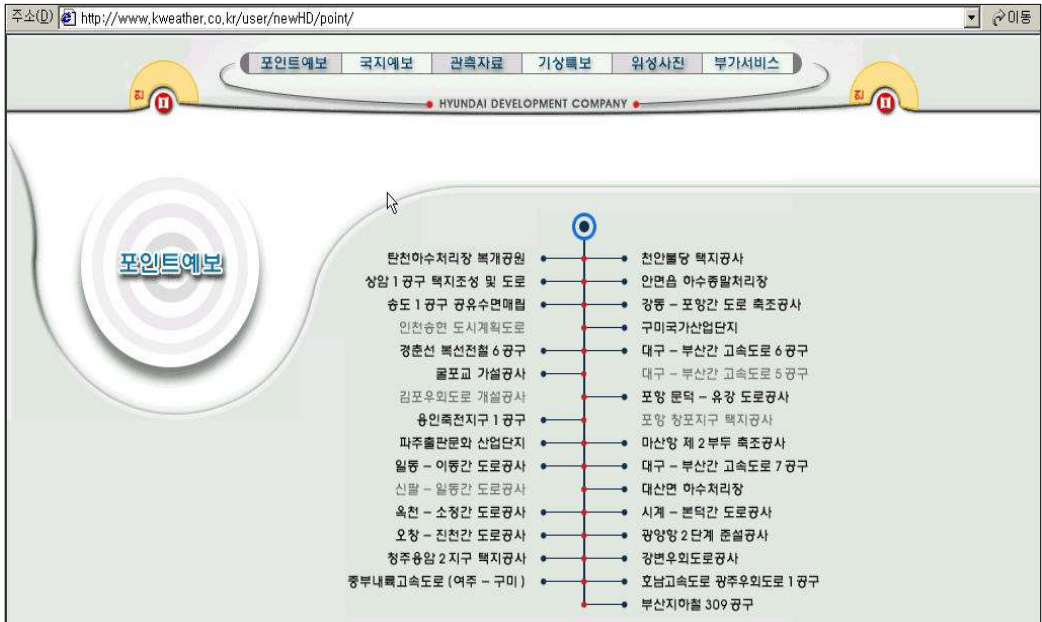 주소(D) http://www.kweather.co.kr/user/newHD/point/ 이동
포인트예보 국지예보 관측자료 기상특보 위성사진 부가서비스
HYUNDAI DEVELOPMENT COMPANY
포인트예보
탄천하수처리장 복개공원 천안불당 택지공사
상암1공구 택지조성 및 도로 안면읍 하수종말처리장
송도1공구 공유수면매립 강동 – 포항간 도로 축조공사
인천송현 도시계획도로 구미국가산업단지
경춘선 복선전철 6공구 대구 – 부산간 고속도로 6공구
굴포교 가설공사 대구 – 부산간 고속도로 5공구
김포우회도로 개설공사 포항 문덕 – 유강 도로공사
용인죽전지구 1공구 포항 창포지구 택지공사
파주출판문화 산업단지 마산항 제2부두 축조공사
일동 – 이동간 도로공사 대구 – 부산간 고속도로 7공구
신팔 – 일동간 도로공사 대산면 하수처리장
옥천 – 소정간 도로공사 시계 – 본덕간 도로공사
오창 – 진천간 도로공사 광양항 2단계 준설공사
청주용암 2지구 택지공사 강변우회도로공사
중부내륙고속도로 (여주 – 구미) 호남고속도로 광주우회도로 1공구
부산지하철 309공구